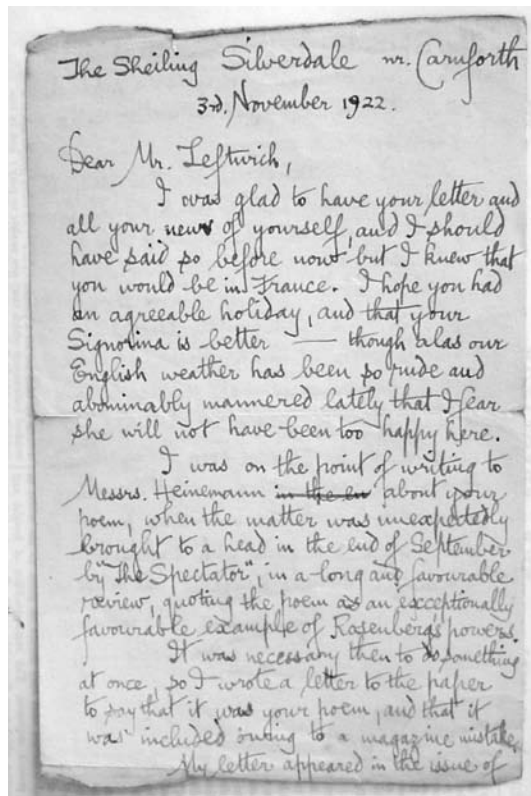 The Sheiling Silverdale nr. Carnforth
3rd. November 1922.
Dear Mr. Leftwich,
I was glad to have your letter and
all your news of yourself, and I should
have said so before now but I knew that
you would be in France. I hope you had
an agreeable holiday, and that your
Signorina is better — though alas our
English weather has been so rude and
abominably mannered lately that I fear
she will not have been too happy here.
I was on the point of writing to
Messrs. Heinemann in the en about your
poem, when the matter was unexpectedly
brought to a head in the end of September
by "The Spectator", in a long and favourable
review, quoting the poem as an exceptionally
favourable example of Rosenberg's powers.
It was necessary then to do something
at once, so I wrote a letter to the paper
to say that it was your poem, and that it
was included owing to a magazine mistake.
My letter appeared in the issue of